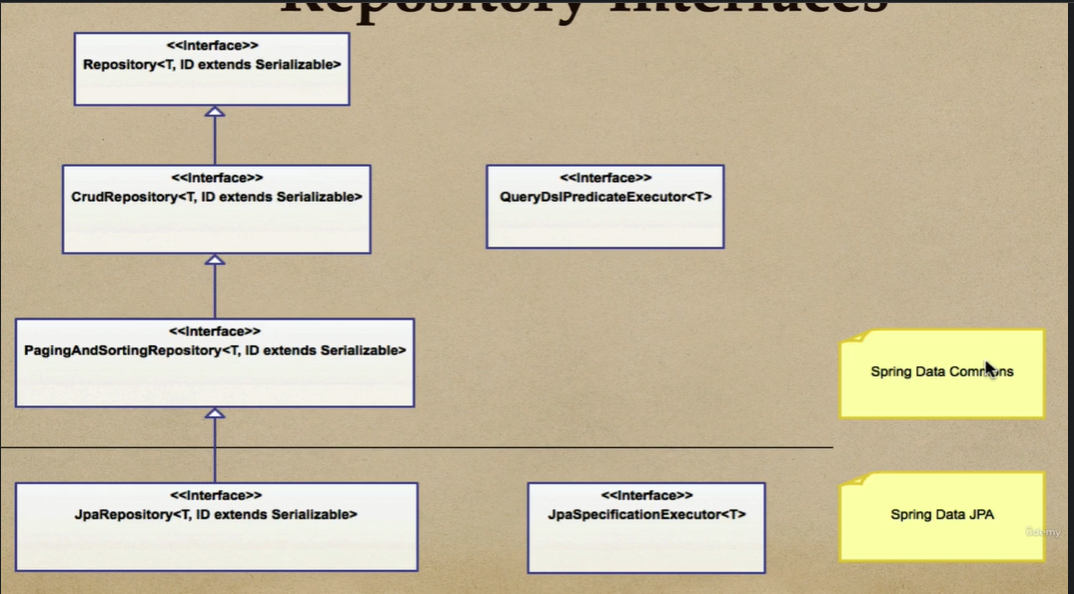 Repository Interfaces
<<Interface>>
Repository<T, ID extends Serializable>
<<Interface>>
CrudRepository<T, ID extends Serializable>
<<Interface>>
QueryDslPredicateExecutor<T>
<<Interface>>
PagingAndSortingRepository<T, ID extends Serializable>
Spring Data Commons
<<Interface>>
JpaRepository<T, ID extends Serializable>
<<Interface>>
JpaSpecificationExecutor<T>
Spring Data JPA
ûdemy